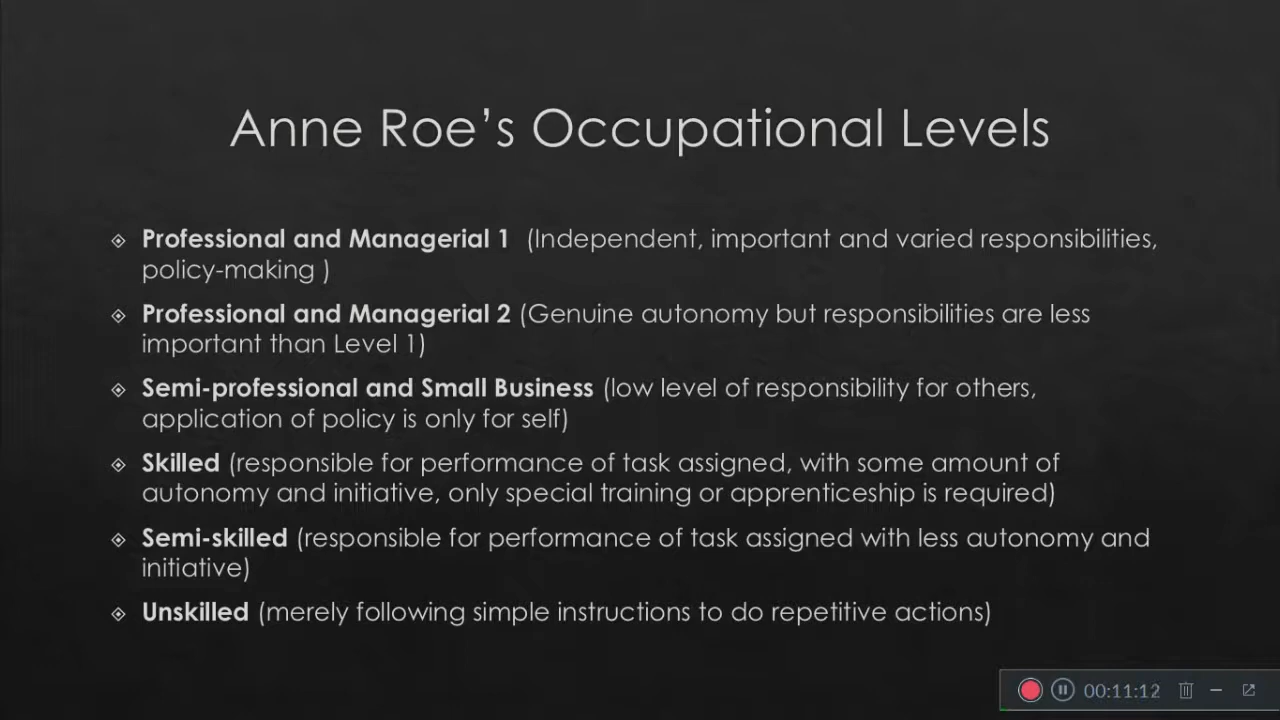 Anne Roe’s Occupational Levels
Professional and Managerial 1 (Independent, important and varied responsibilities,
policy-making )
Professional and Managerial 2 (Genuine autonomy but responsibilities are less
important than Level 1)
Semi-professional and Small Business (low level of responsibility for others,
application of policy is only for self)
Skilled (responsible for performance of task assigned, with some amount of
autonomy and initiative, only special training or apprenticeship is required)
Semi-skilled (responsible for performance of task assigned with less autonomy and
initiative)
Unskilled (merely following simple instructions to do repetitive actions)
00:11:12